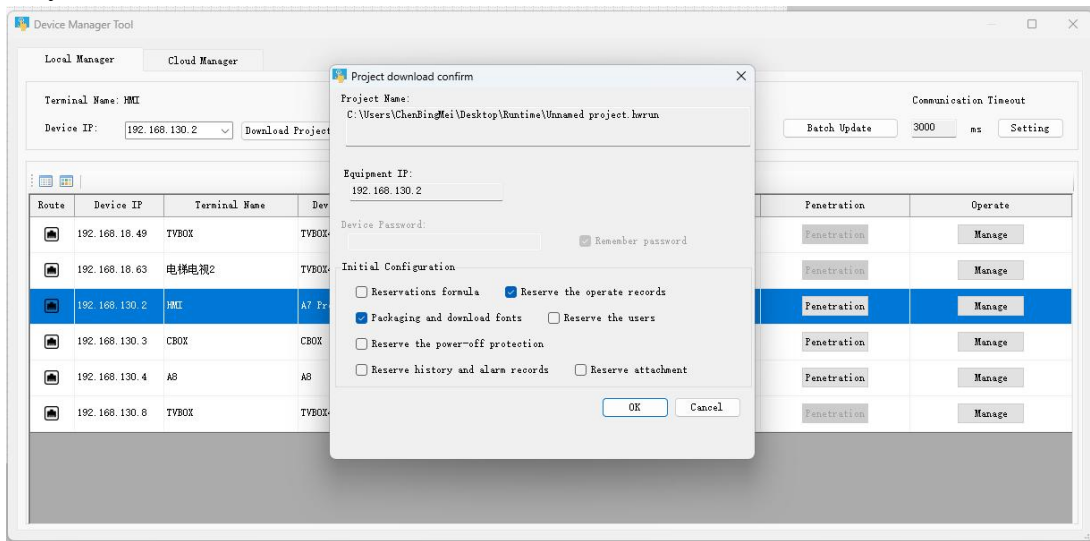 Device Manager Tool
Local Manager Cloud Manager
Terminal Name: HMI
Device IP: 192.168.130.2 Download Project
Batch Update
Communication Timeout
3000 ms Setting
Project download confirm
Project Name:
C:\Users\ChenBingMei\Desktop\Runtime\Unnamed project.hwrun
Equipment IP:
192.168.130.2
Device Password:
Remember password
Initial Configuration
Reservations formula Reserve the operate records
Packaging and download fonts Reserve the users
Reserve the power-off protection
Reserve history and alarm records Reserve attachment
OK Cancel
Route Device IP Terminal Name Dev Penetration Operate
192.168.18.49 TVBOX TVBOX Penetration Manage
192.168.18.63 电梯电视2 TVBOX Penetration Manage
192.168.130.2 HMI A7 Pr Penetration Manage
192.168.130.3 CBOX CBOX Penetration Manage
192.168.130.4 A8 A8 Penetration Manage
192.168.130.8 TVBOX TVBOX Penetration Manage